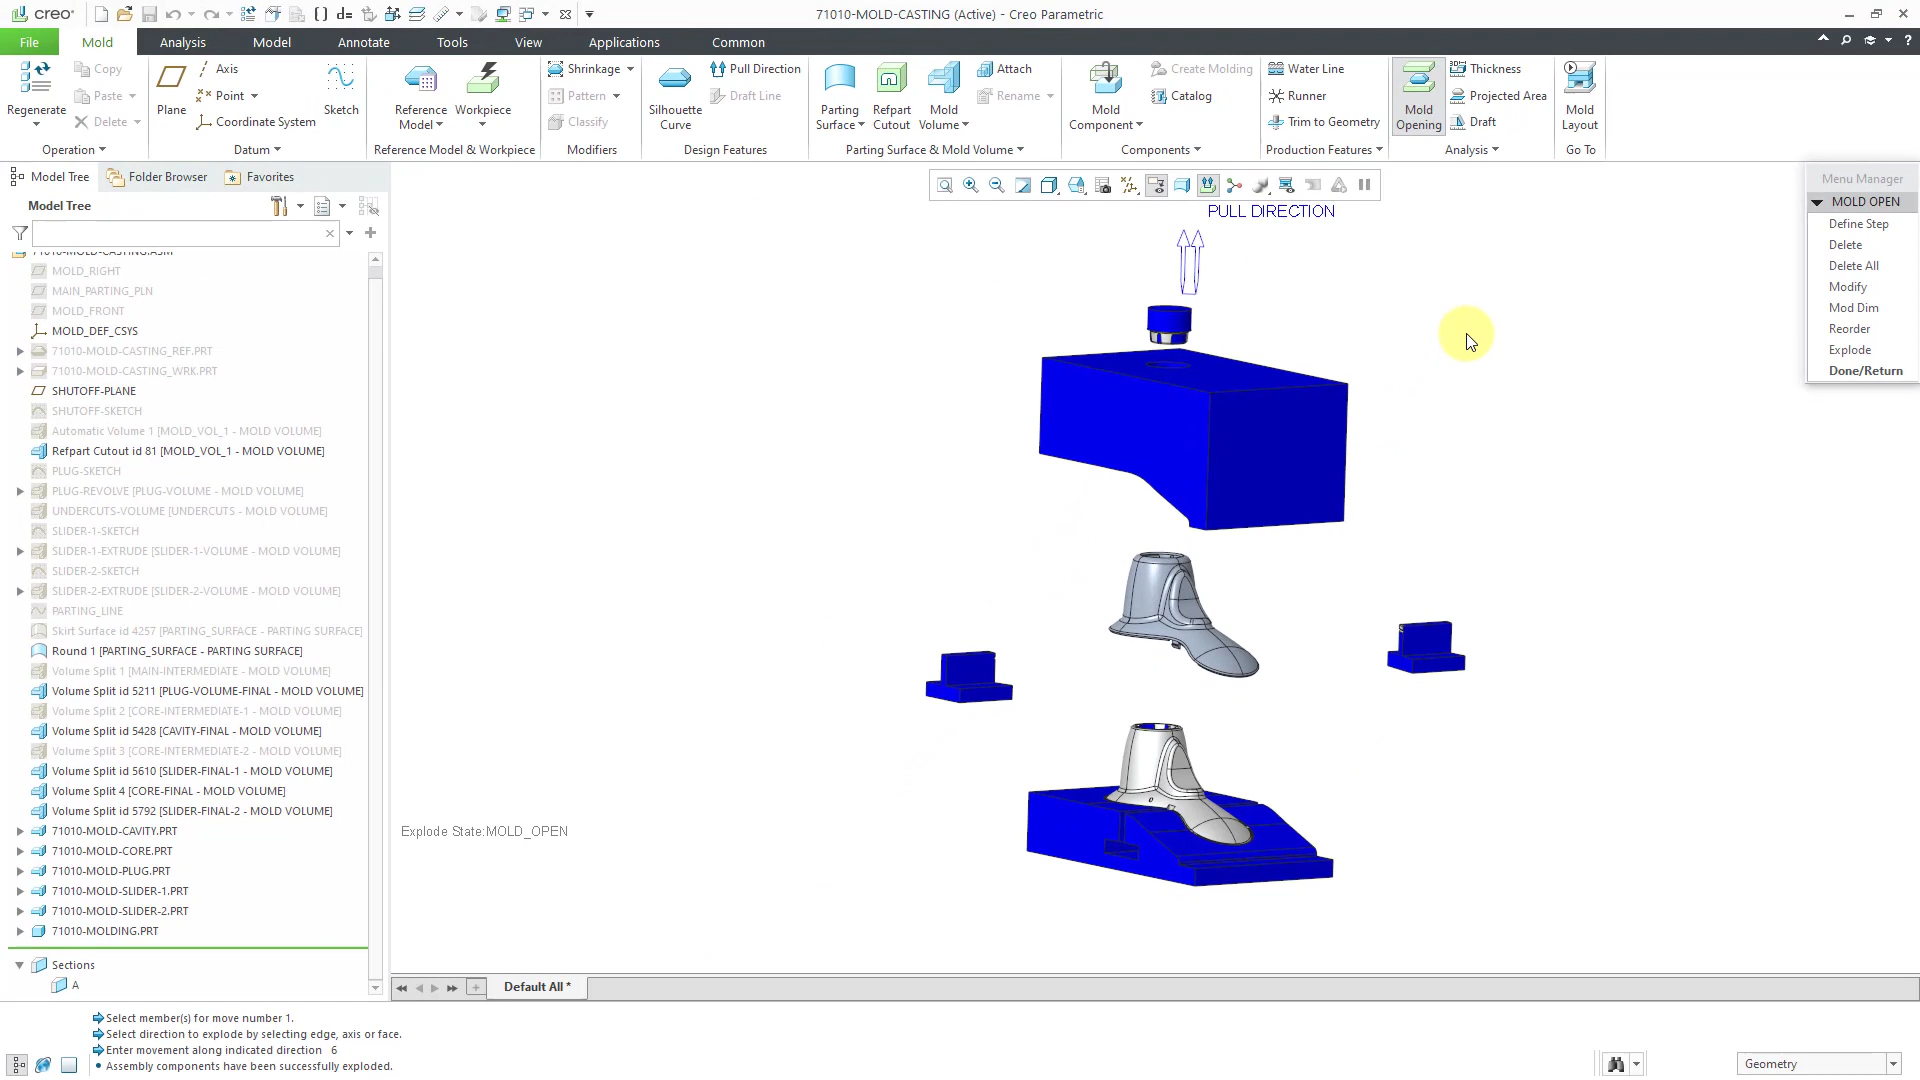 creo
71010-MOLD-CASTING (Active) - Creo Parametric
File Mold Analysis Model Annotate Tools View Applications Common
Regenerate
Copy
Paste
Delete
Operation
Plane
Axis
Point
Coordinate System
Sketch
Datum
Reference Model
Workpiece
Reference Model & Workpiece
Shrinkage
Pattern
Classify
Modifiers
Silhouette Curve
Pull Direction
Draft Line
Design Features
Parting Surface
Refpart Cutout
Mold Volume
Attach
Rename
Parting Surface & Mold Volume
Mold Component
Create Molding
Catalog
Components
Water Line
Runner
Trim to Geometry
Production Features
Mold Opening
Thickness
Projected Area
Draft
Analysis
Mold Layout
Go To
Model Tree Folder Browser Favorites
Model Tree
71010-MOLD-CASTING.ASM
MOLD_RIGHT
MAIN_PARTING_PLN
MOLD_FRONT
MOLD_DEF_CSYS
71010-MOLD-CASTING_REF.PRT
71010-MOLD-CASTING_WRK.PRT
SHUTOFF-PLANE
SHUTOFF-SKETCH
Automatic Volume 1 [MOLD_VOL_1 - MOLD VOLUME]
Refpart Cutout id 81 [MOLD_VOL_1 - MOLD VOLUME]
PLUG-SKETCH
PLUG-REVOLVE [PLUG-VOLUME - MOLD VOLUME]
UNDERCUTS-VOLUME [UNDERCUTS - MOLD VOLUME]
SLIDER-1-SKETCH
SLIDER-1-EXTRUDE [SLIDER-1-VOLUME - MOLD VOLUME]
SLIDER-2-SKETCH
SLIDER-2-EXTRUDE [SLIDER-2-VOLUME - MOLD VOLUME]
PARTING_LINE
Skirt Surface id 4257 [PARTING_SURFACE - PARTING SURFACE]
Round 1 [PARTING_SURFACE - PARTING SURFACE]
Volume Split 1 [MAIN-INTERMEDIATE - MOLD VOLUME]
Volume Split id 5211 [PLUG-VOLUME-FINAL - MOLD VOLUME]
Volume Split 2 [CORE-INTERMEDIATE-1 - MOLD VOLUME]
Volume Split id 5428 [CAVITY-FINAL - MOLD VOLUME]
Volume Split 3 [CORE-INTERMEDIATE-2 - MOLD VOLUME]
Volume Split id 5610 [SLIDER-FINAL-1 - MOLD VOLUME]
Volume Split 4 [CORE-FINAL - MOLD VOLUME]
Volume Split id 5792 [SLIDER-FINAL-2 - MOLD VOLUME]
71010-MOLD-CAVITY.PRT
71010-MOLD-CORE.PRT
71010-MOLD-PLUG.PRT
71010-MOLD-SLIDER-1.PRT
71010-MOLD-SLIDER-2.PRT
71010-MOLDING.PRT
Sections
A
PULL DIRECTION
Explode State:MOLD_OPEN
Menu Manager
MOLD OPEN
Define Step
Delete
Delete All
Modify
Mod Dim
Reorder
Explode
Done/Return
Default All *
Select member(s) for move number 1.
Select direction to explode by selecting edge, axis or face.
Enter movement along indicated direction 6
Assembly components have been successfully exploded.
Geometry